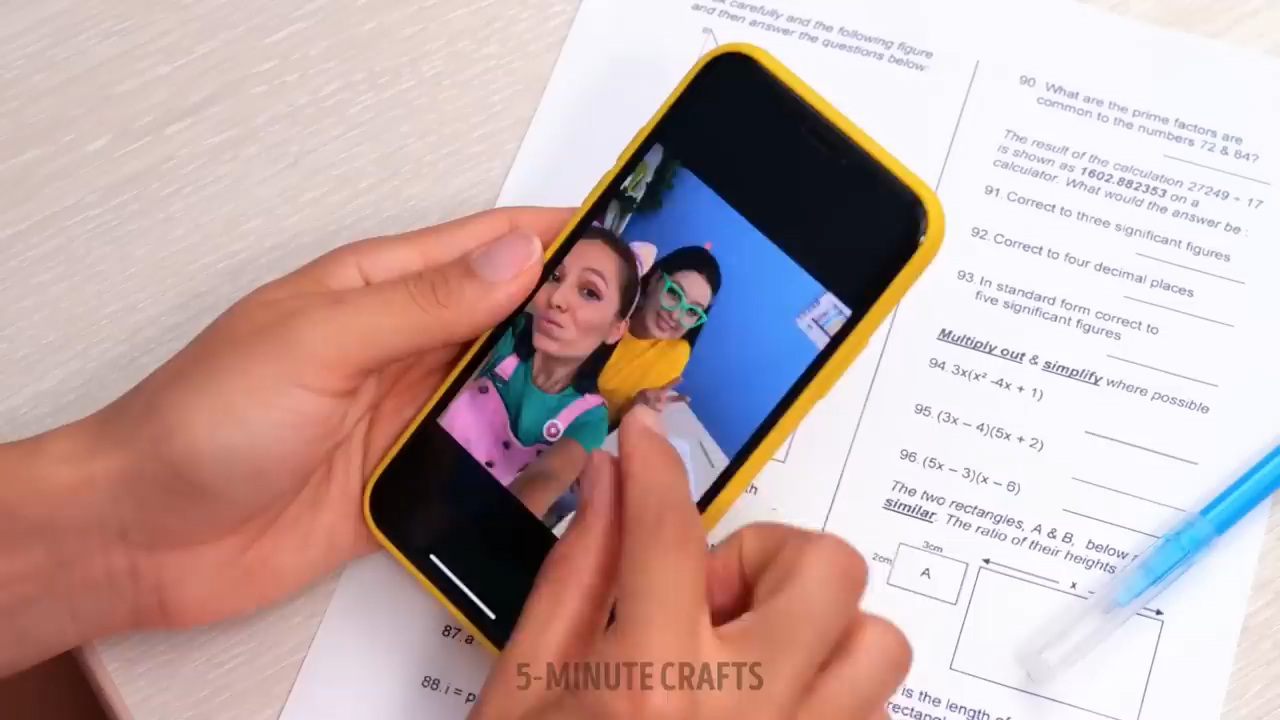 carefully and the following figure
and then answer the questions below:
90 What are the prime factors are
common to the numbers 72 & 84?
The result of the calculation 27249 ÷ 17
is shown as 1602.882353 on a
calculator. What would the answer be :
91. Correct to three significant figures
92. Correct to four decimal places
93. In standard form correct to
five significant figures
Multiply out & simplify where possible
94. 3x(x² -4x + 1)
95. (3x – 4)(5x + 2)
96. (5x – 3)(x – 6)
The two rectangles, A & B, below
similar. The ratio of their heights
3cm
2cm
A
x
is the length of
87. a
88. i = p
5-MINUTE CRAFTS